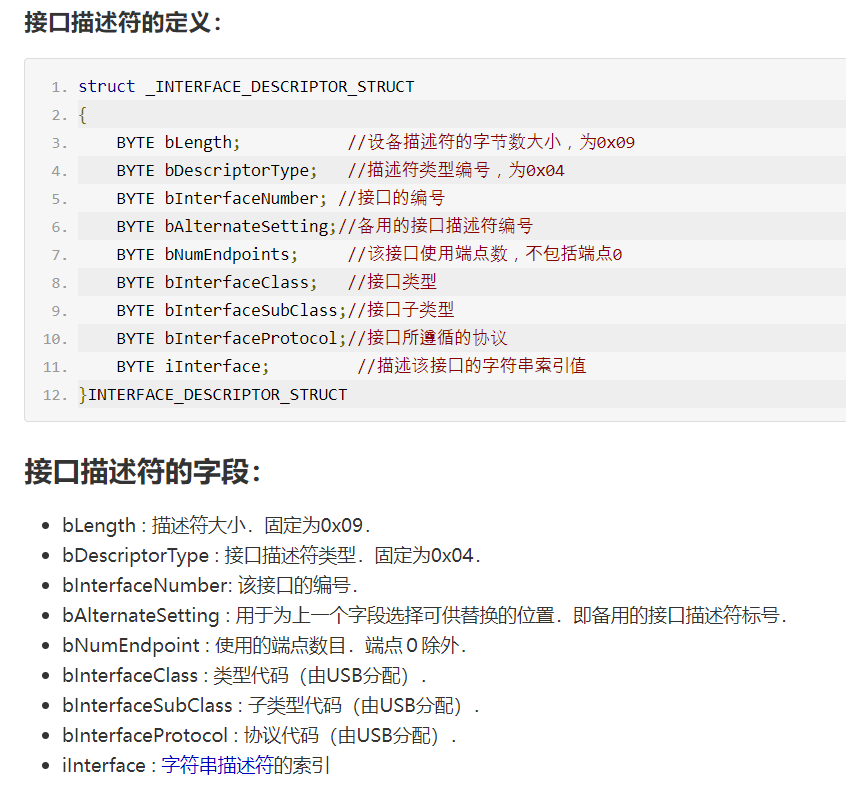 接口描述符的定义：
1. struct _INTERFACE_DESCRIPTOR_STRUCT
2. {
3. BYTE bLength; //设备描述符的字节数大小，为0x09
4. BYTE bDescriptorType; //描述符类型编号，为0x04
5. BYTE bInterfaceNumber; //接口的编号
6. BYTE bAlternateSetting;//备用的接口描述符编号
7. BYTE bNumEndpoints; //该接口使用端点数，不包括端点0
8. BYTE bInterfaceClass; //接口类型
9. BYTE bInterfaceSubClass;//接口子类型
10. BYTE bInterfaceProtocol;//接口所遵循的协议
11. BYTE iInterface; //描述该接口的字符串索引值
12. }INTERFACE_DESCRIPTOR_STRUCT
接口描述符的字段：
• bLength : 描述符大小．固定为0x09．
• bDescriptorType : 接口描述符类型．固定为0x04．
• bInterfaceNumber: 该接口的编号．
• bAlternateSetting : 用于为上一个字段选择可供替换的位置．即备用的接口描述符标号．
• bNumEndpoint : 使用的端点数目．端点０除外．
• bInterfaceClass : 类型代码（由USB分配）．
• bInterfaceSubClass : 子类型代码（由USB分配）．
• bInterfaceProtocol : 协议代码（由USB分配）．
• iInterface : 字符串描述符的索引